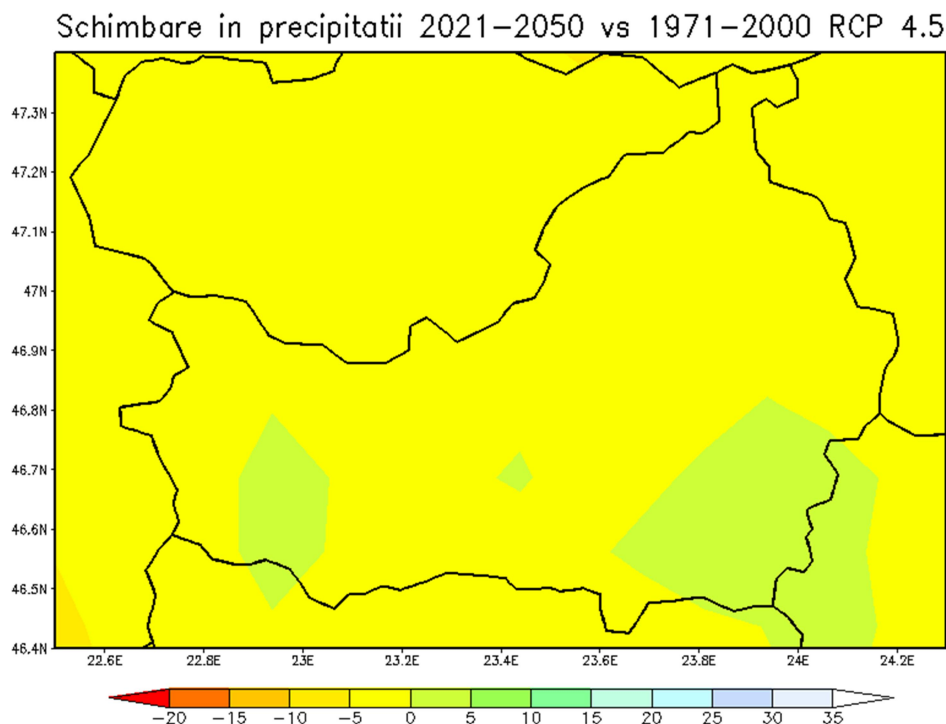 Schimbare in precipitatii 2021-2050 vs 1971-2000 RCP 4.5
47.3N
47.2N
47.1N
47N
46.9N
46.8N
46.7N
46.6N
46.5N
46.4N
22.6E 22.8E 23E 23.2E 23.4E 23.6E 23.8E 24E 24.2E
-20 -15 -10 -5 0 5 10 15 20 25 30 35